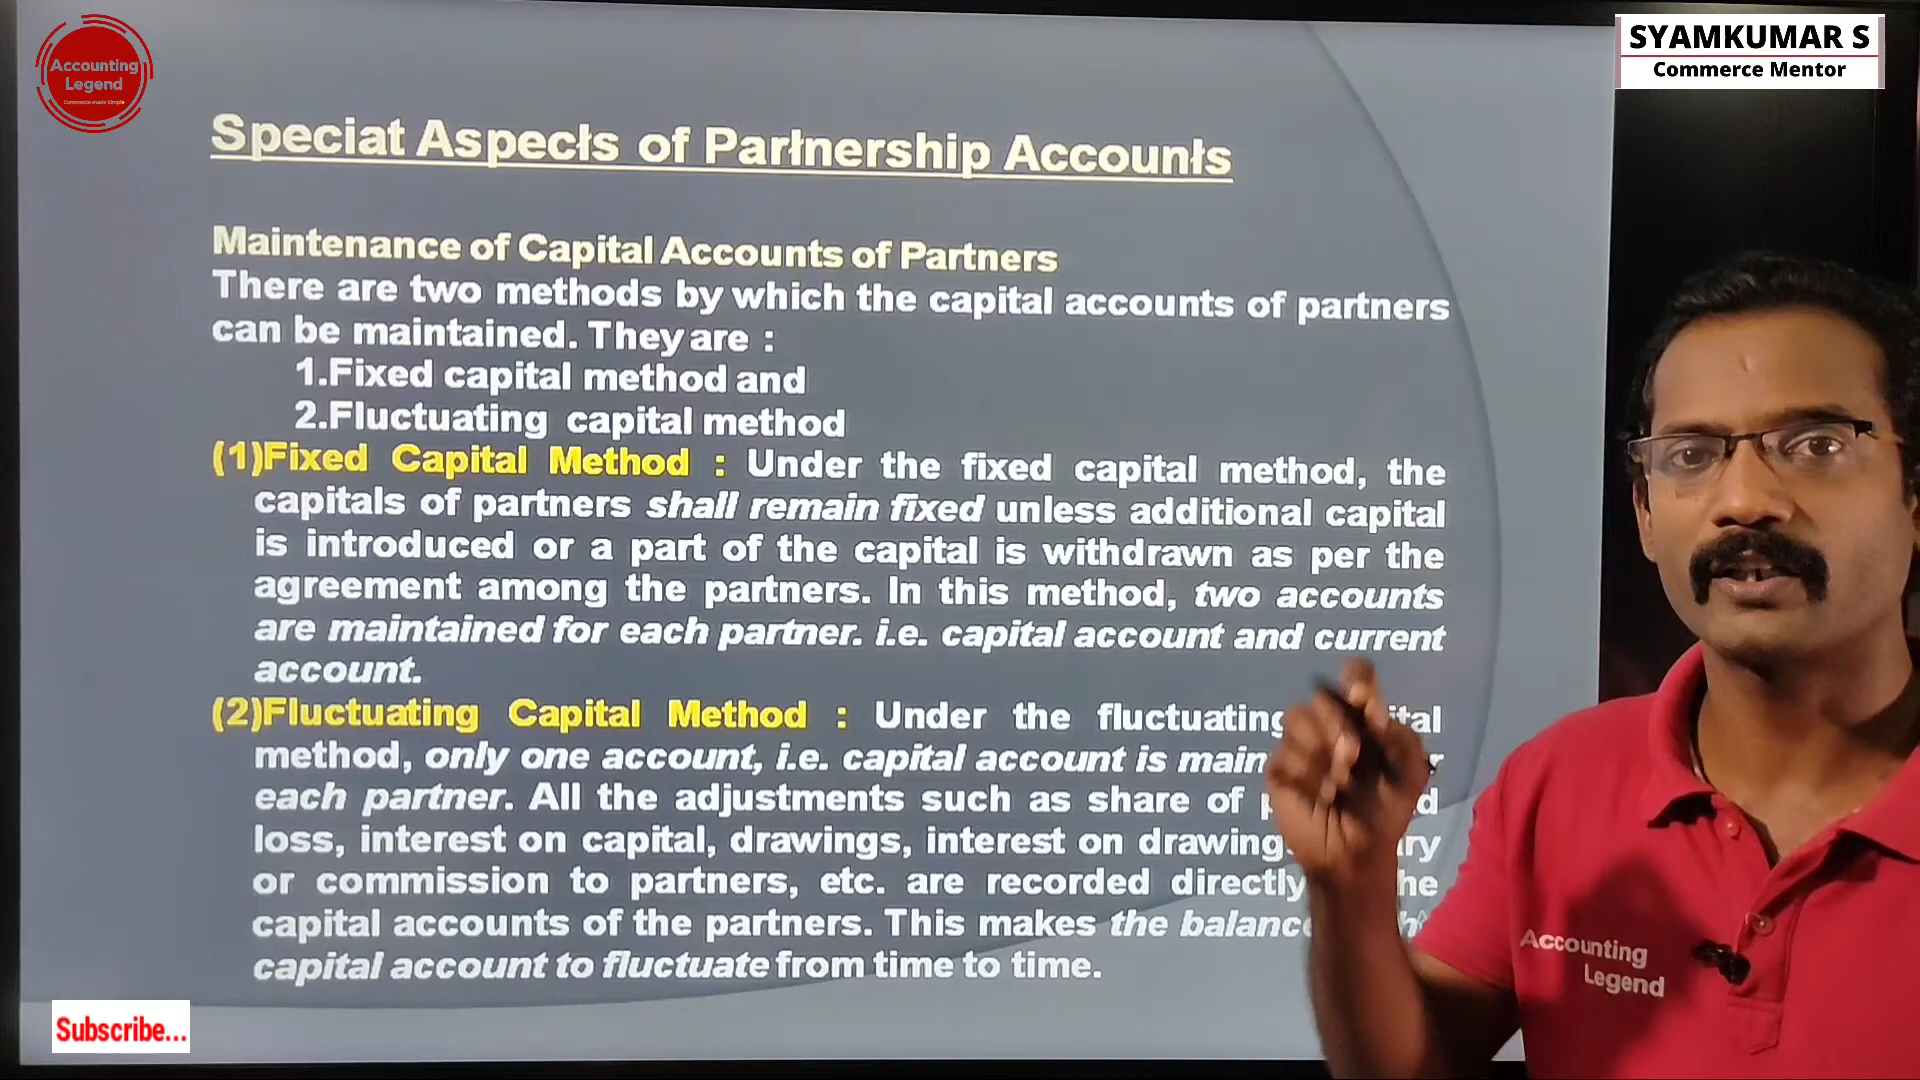 Accounting
Legend
Commerce made Simple
SYAMKUMAR S
Commerce Mentor
Special Aspects of Partnership Accounts
Maintenance of Capital Accounts of Partners
There are two methods by which the capital accounts of partners
can be maintained. They are :
1.Fixed capital method and
2.Fluctuating capital method
(1)Fixed Capital Method : Under the fixed capital method, the
capitals of partners shall remain fixed unless additional capital
is introduced or a part of the capital is withdrawn as per the
agreement among the partners. In this method, two accounts
are maintained for each partner. i.e. capital account and current
account.
(2)Fluctuating Capital Method : Under the fluctuating
method, only one account, i.e. capital account is
each partner. All the adjustments such as share of
loss, interest on capital, drawings, interest on drawings
or commission to partners, etc. are recorded directly
capital accounts of the partners. This makes the balance
capital account to fluctuate from time to time.
Accounting
Legend
Subscribe...